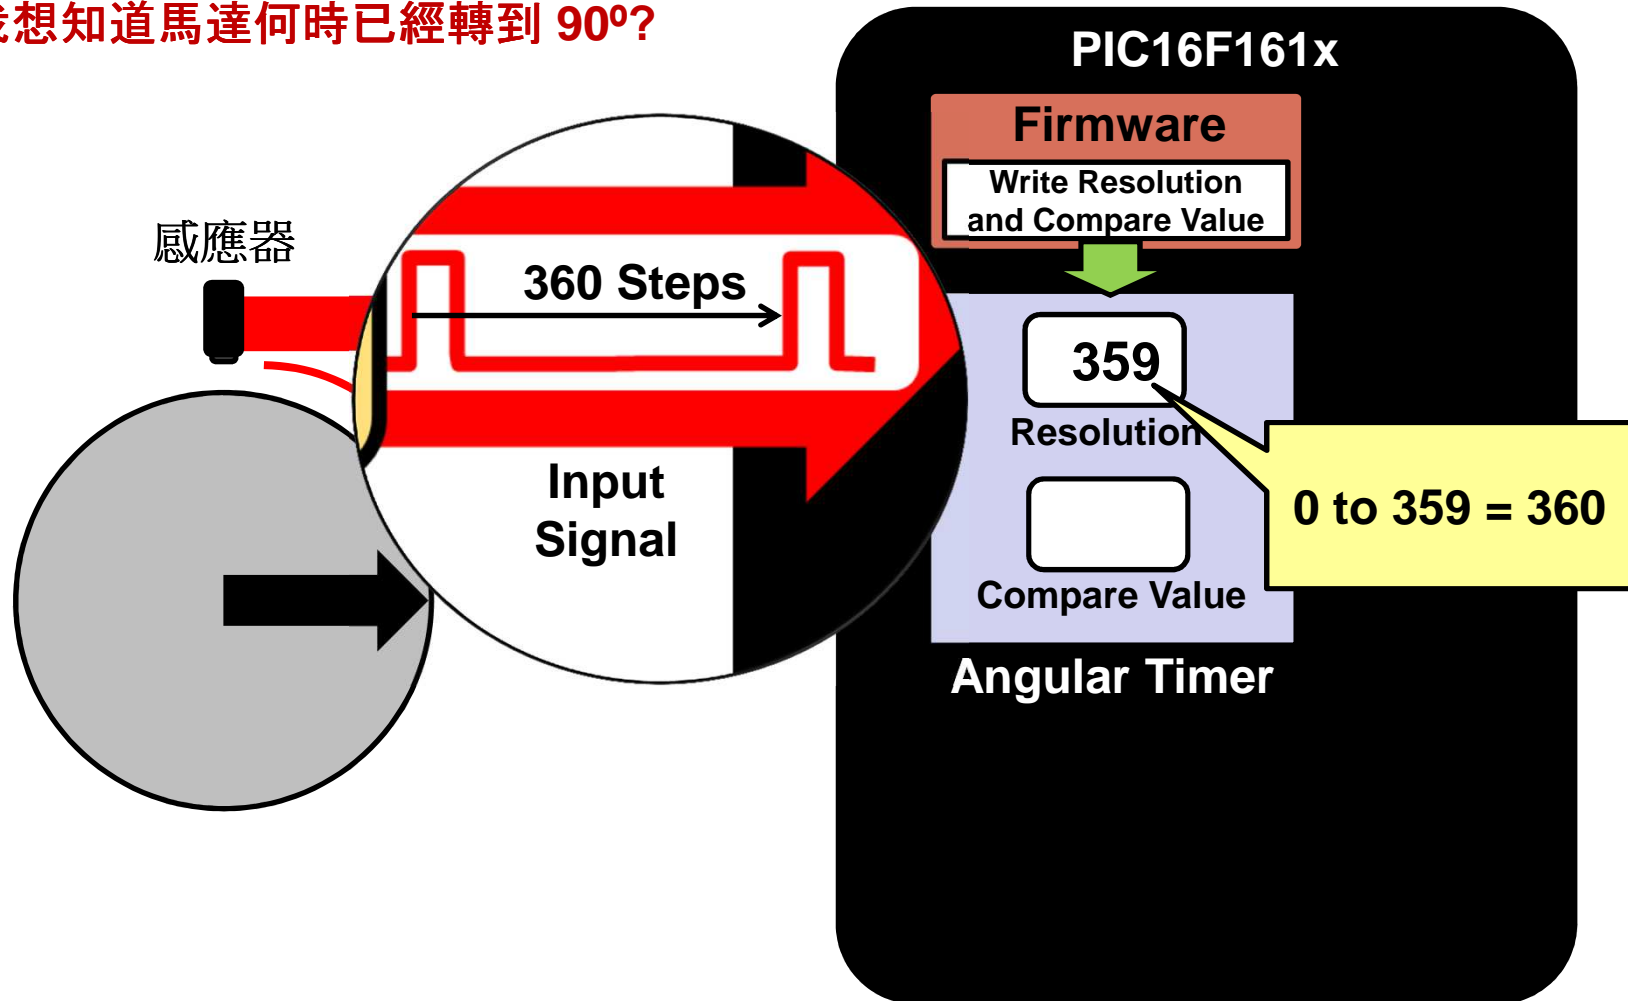 想知道馬達何時已經轉到 90º?
PIC16F161x
Firmware
Write Resolution
and Compare Value
感應器
360 Steps
359
Resolution
0 to 359 = 360
Input
Signal
Compare Value
Angular Timer